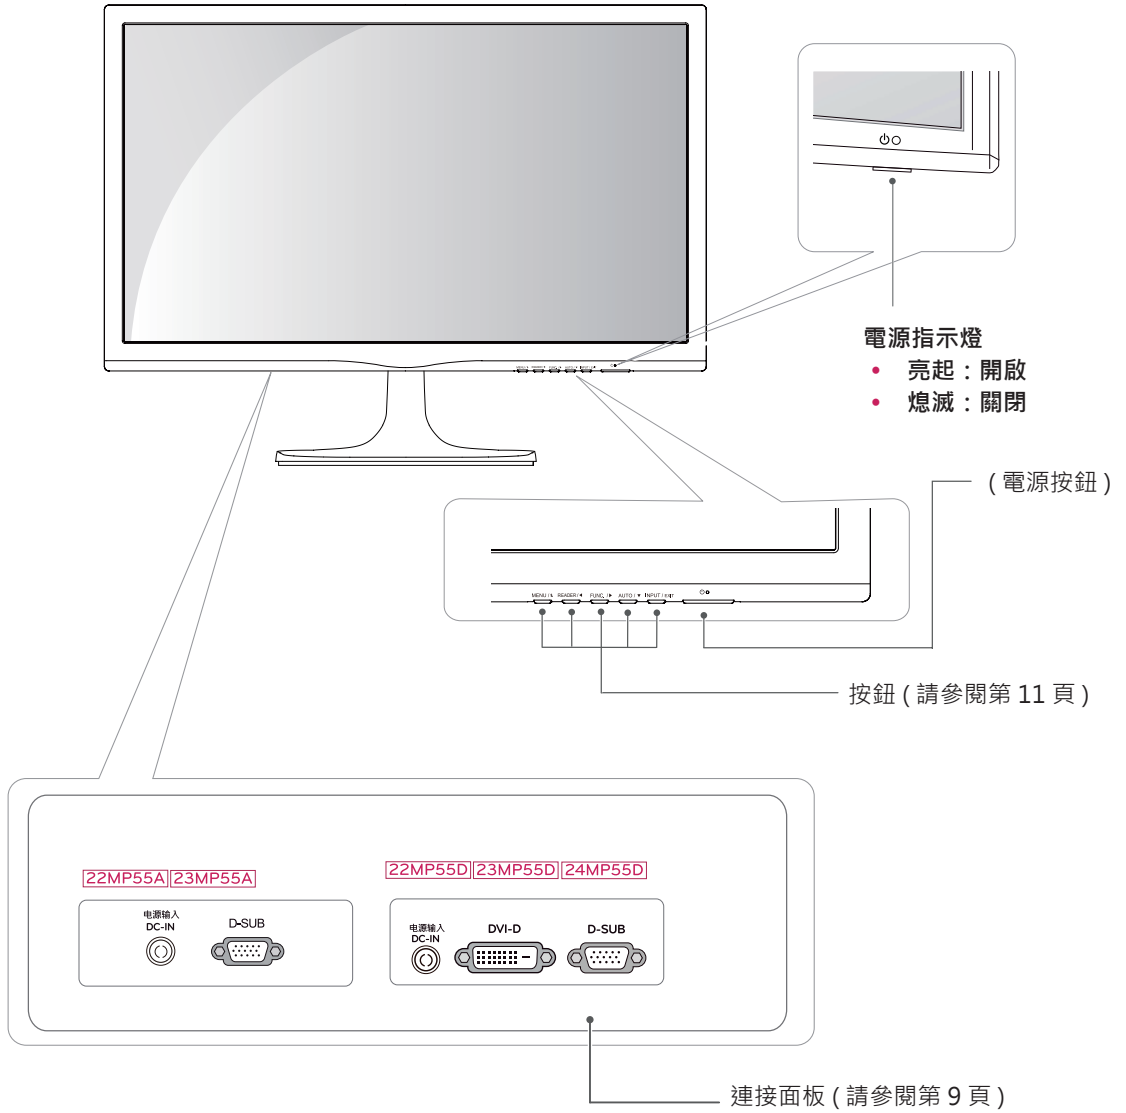 電源指示燈
• 亮起：開啟
• 熄滅：關閉
( 電源按鈕 )
MENU / READER / ◄ FUNC. / ► AUTO / ▼ INPUT / EXIT
按鈕 ( 請參閱第 11 頁 )
22MP55A 23MP55A
电源输入
DC-IN
D-SUB
22MP55D 23MP55D 24MP55D
电源输入
DC-IN
DVI-D
D-SUB
連接面板 ( 請參閱第 9 頁 )